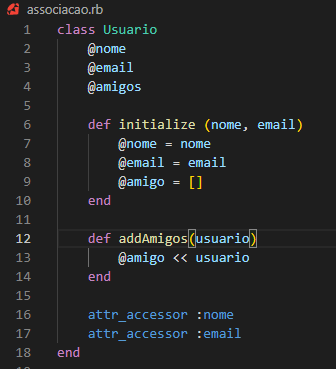 associacao.rb
1 class Usuario
2     @nome
3     @email
4     @amigos
5
6     def initialize (nome, email)
7         @nome = nome
8         @email = email
9         @amigo = []
10     end
11
12     def addAmigos(usuario)
13         @amigo << usuario
14     end
15
16     attr_accessor :nome
17     attr_accessor :email
18 end